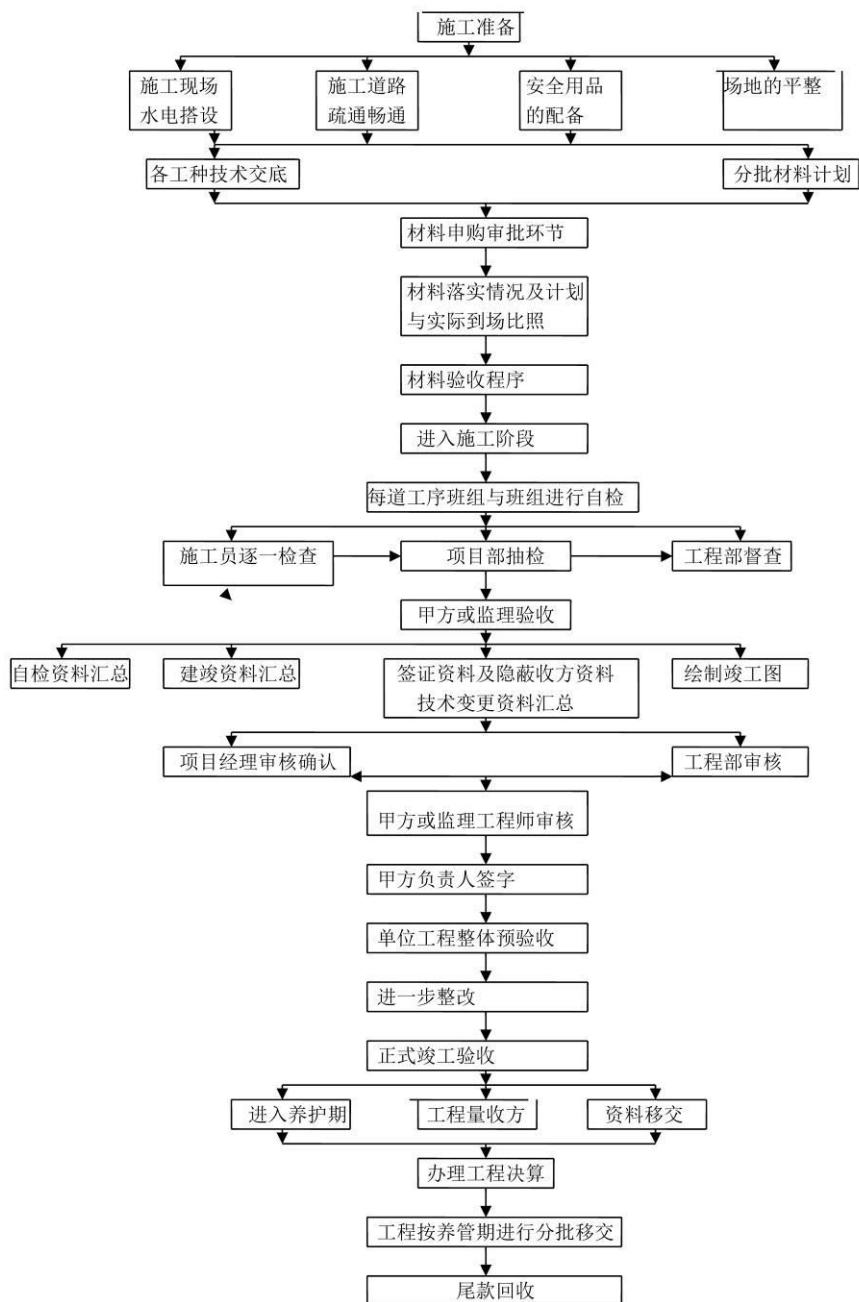 施工准备
施工现场
水电搭设
施工道路
疏通畅通
安全用品
的配备
场地的平整
各工种技术交底
分批材料计划
材料申购审批环节
材料落实情况及计划
与实际到场比照
材料验收程序
进入施工阶段
每道工序班组与班组进行自检
施工员逐一检查
项目部抽检
工程部督查
甲方或监理验收
自检资料汇总
建竣资料汇总
签证资料及隐蔽收方资料
技术变更资料汇总
绘制竣工图
项目经理审核确认
工程部审核
甲方或监理工程师审核
甲方负责人签字
单位工程整体预验收
进一步整改
正式竣工验收
进入养护期
工程量收方
资料移交
办理工程决算
工程按养管期进行分批移交
尾款回收